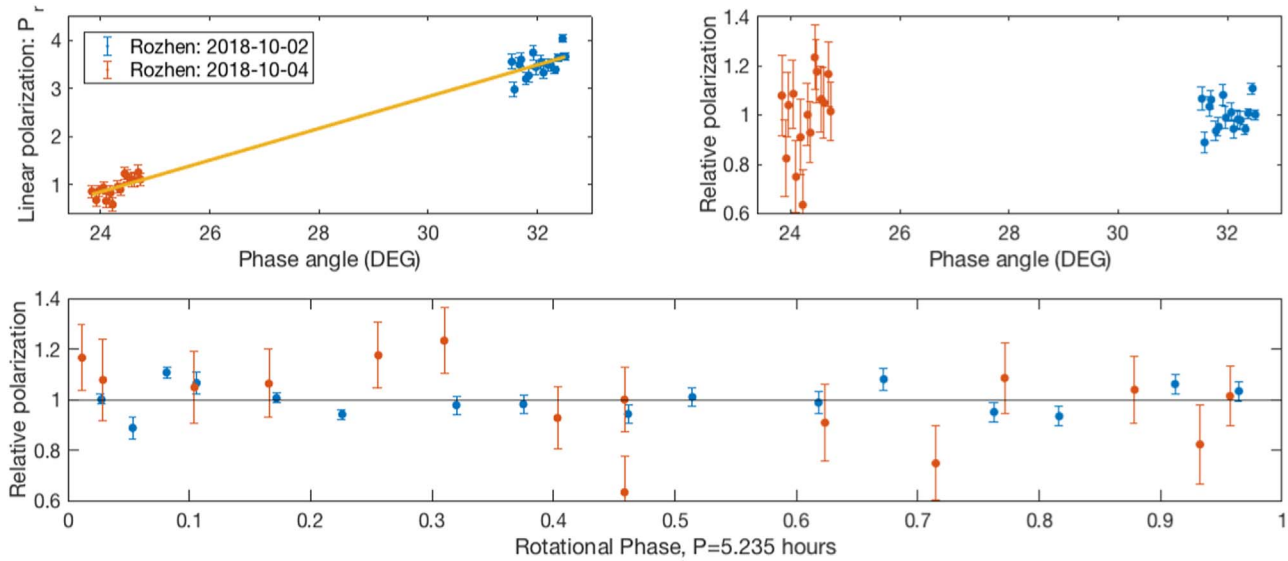 Linear polarization: P r
4
3
2
1
Rozhen: 2018-10-02
Rozhen: 2018-10-04
24 26 28 30 32
Phase angle (DEG)
Relative polarization
1.4
1.2
1
0.8
0.6
24 26 28 30 32
Phase angle (DEG)
Relative polarization
1.4
1.2
1
0.8
0.6
0 0.1 0.2 0.3 0.4 0.5 0.6 0.7 0.8 0.9 1
Rotational Phase, P=5.235 hours